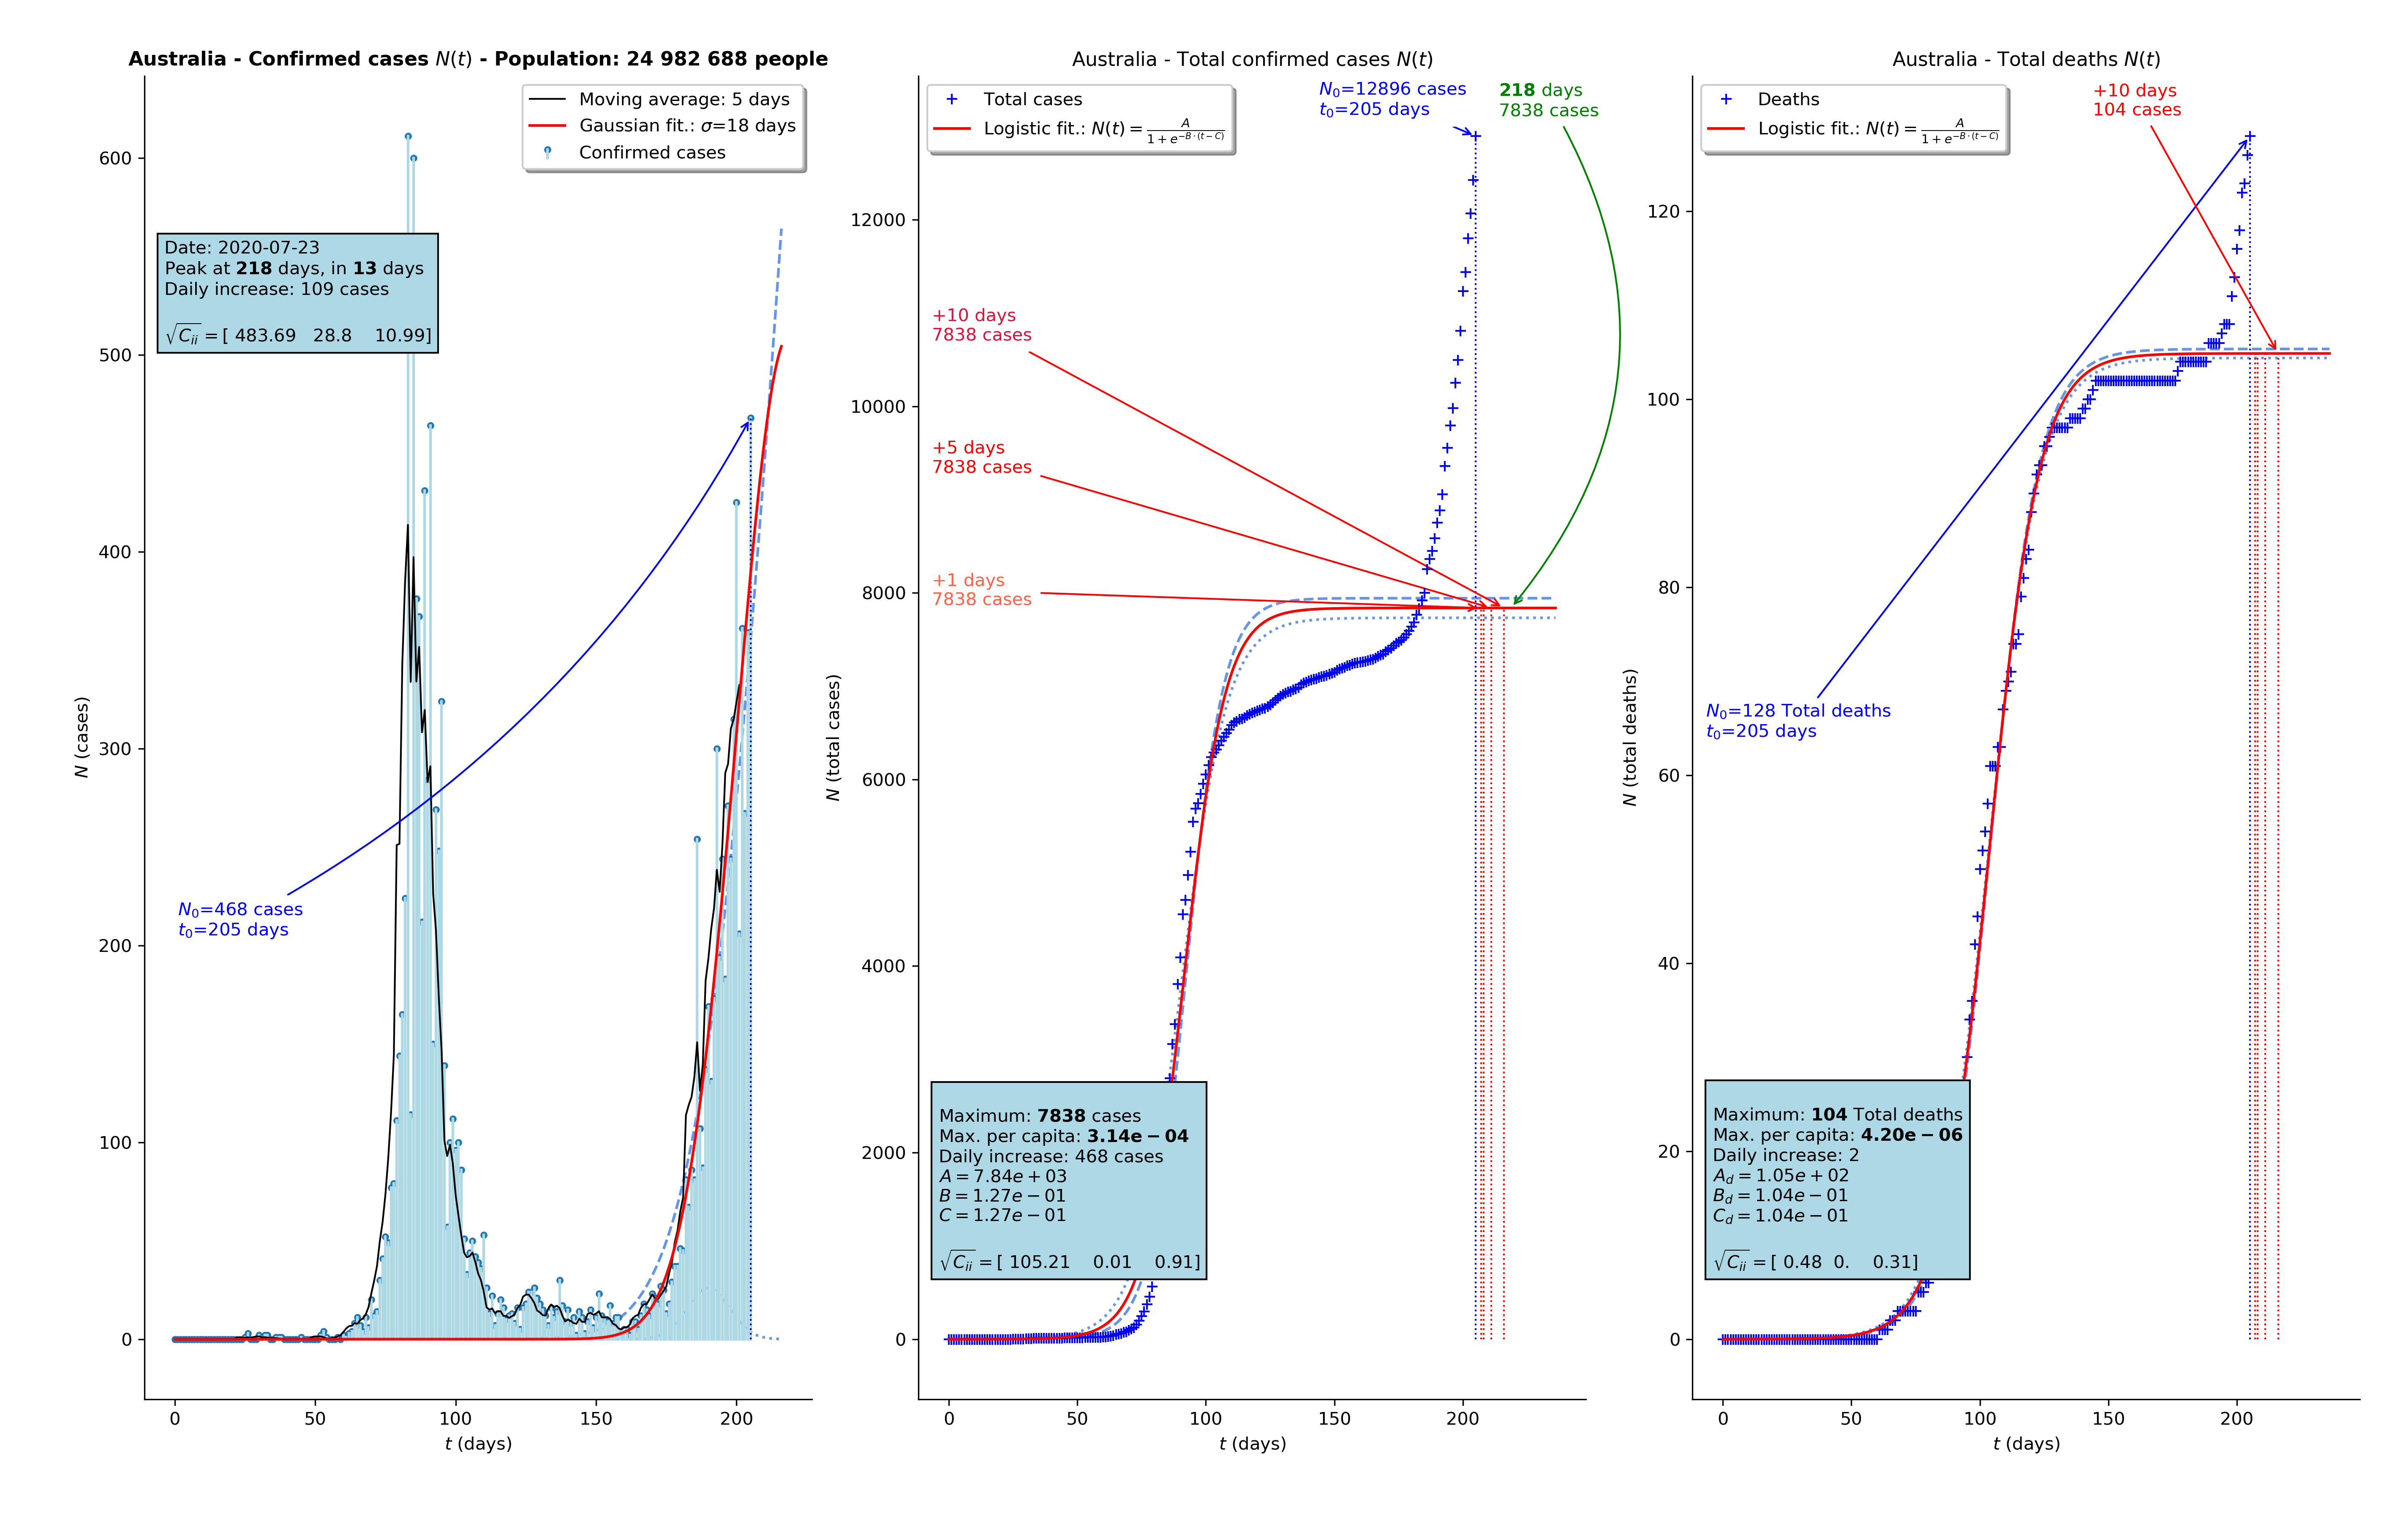 Australia - Confirmed cases N(t) - Population: 24 982 688 people
Moving average: 5 days
Gaussian fit.: σ=18 days
Confirmed cases
Date: 2020-07-23
Peak at 218 days, in 13 days
Daily increase: 109 cases
√C_ii = [ 483.69 28.8 10.99]
N_0=468 cases
t_0=205 days
600
500
400
300
200
100
0
N (cases)
0 50 100 150 200
t (days)
Australia - Total confirmed cases N(t)
Total cases
Logistic fit.: N(t) = A / (1 + e^{-B·(t-C)})
N_0=12896 cases
t_0=205 days
218 days
7838 cases
+10 days
7838 cases
+5 days
7838 cases
+1 days
7838 cases
Maximum: 7838 cases
Max. per capita: 3.14e − 04
Daily increase: 468 cases
A = 7.84e + 03
B = 1.27e − 01
C = 1.27e − 01
√C_ii = [ 105.21 0.01 0.91]
12000
10000
8000
6000
4000
2000
0
N (total cases)
0 50 100 150 200
t (days)
Australia - Total deaths N(t)
Deaths
Logistic fit.: N(t) = A / (1 + e^{-B·(t-C)})
+10 days
104 cases
N_0=128 Total deaths
t_0=205 days
Maximum: 104 Total deaths
Max. per capita: 4.20e − 06
Daily increase: 2
A_d = 1.05e + 02
B_d = 1.04e − 01
C_d = 1.04e − 01
√C_ii = [ 0.48 0. 0.31]
120
100
80
60
40
20
0
N (total deaths)
0 50 100 150 200
t (days)